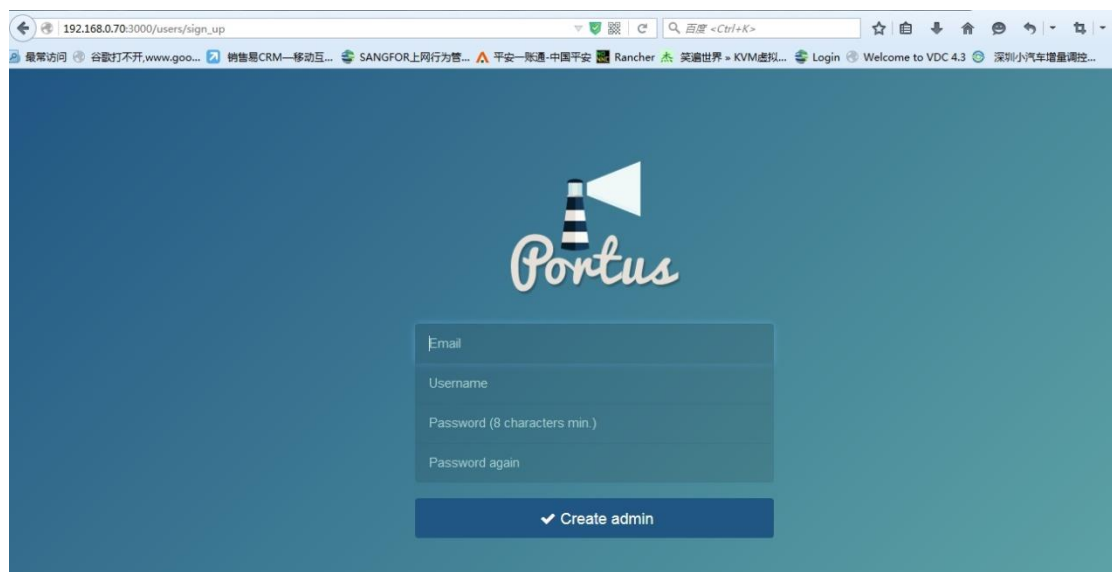 192.168.0.70:3000/users/sign_up
百度 <Ctrl+K>
最常访问 谷歌打不开,www.goo... 销售易CRM—移动互... SANGFOR上网行为管... 平安一账通-中国平安 Rancher 笑遍世界 » KVM虚拟... Login Welcome to VDC 4.3 深圳小汽车增量调控...
Portus
Email
Username
Password (8 characters min.)
Password again
Create admin